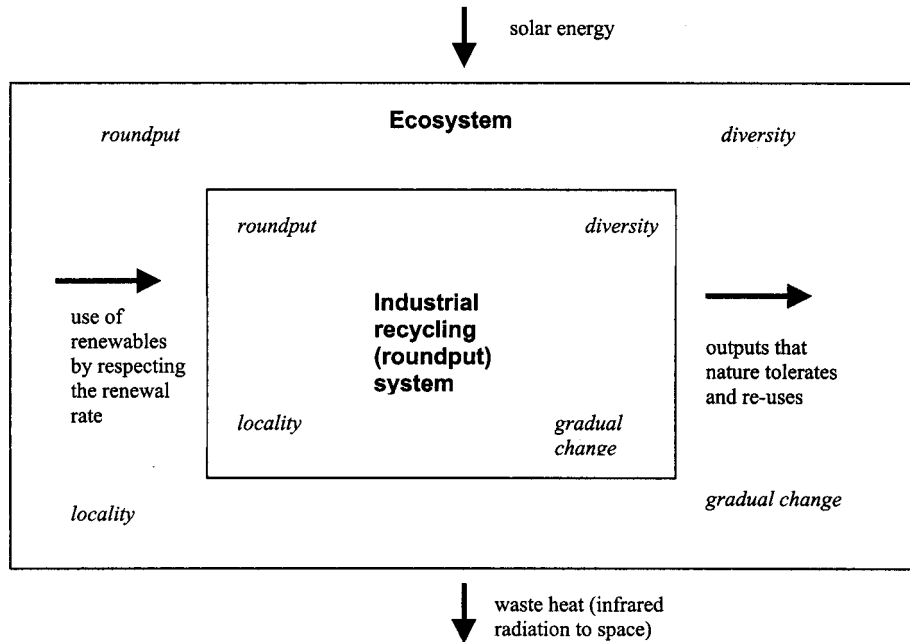 solar energy
Ecosystem
roundput
diversity
roundput
diversity
Industrial
recycling
(roundput)
system
use of
renewables
by respecting
the renewal
rate
outputs that
nature tolerates
and re-uses
locality
gradual
change
locality
gradual change
waste heat (infrared
radiation to space)